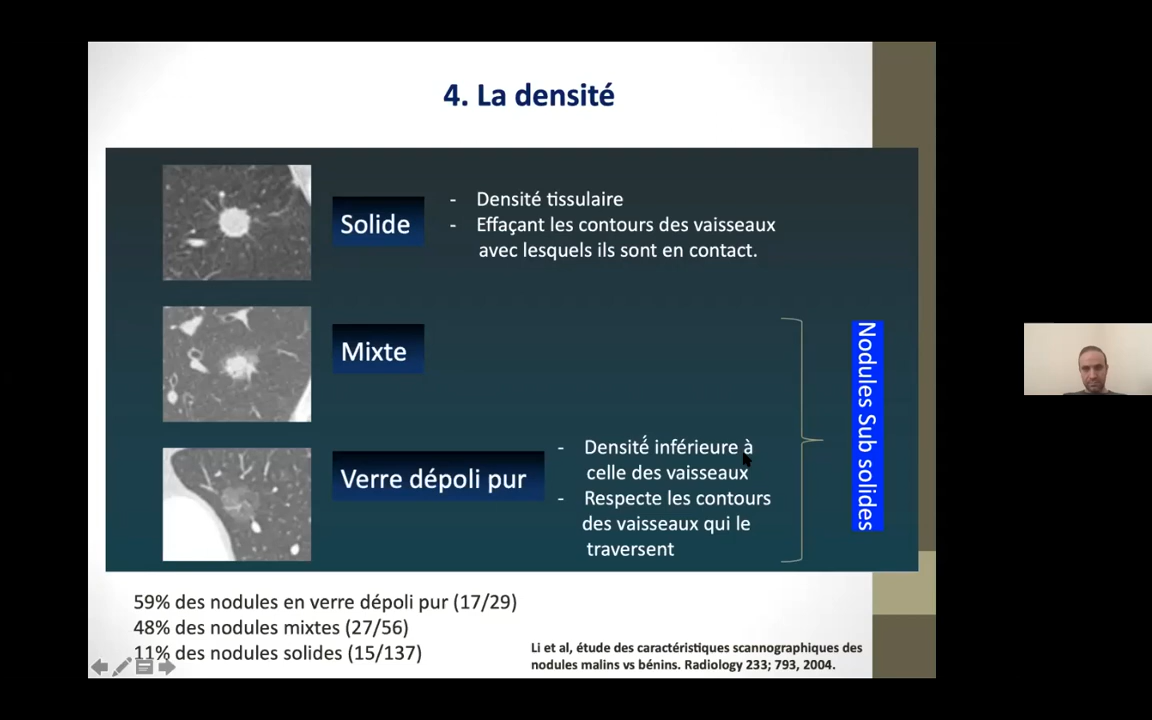 4. La densité
Solide
- Densité tissulaire
- Effaçant les contours des vaisseaux
avec lesquels ils sont en contact.
Mixte
Verre dépoli pur
- Densité́ inférieure à
celle des vaisseaux
- Respecte les contours
des vaisseaux qui le
traversent
Nodules Sub solides
59% des nodules en verre dépoli pur (17/29)
48% des nodules mixtes (27/56)
11% des nodules solides (15/137)
Li et al, étude des caractéristiques scannographiques des
nodules malins vs bénins. Radiology 233; 793, 2004.